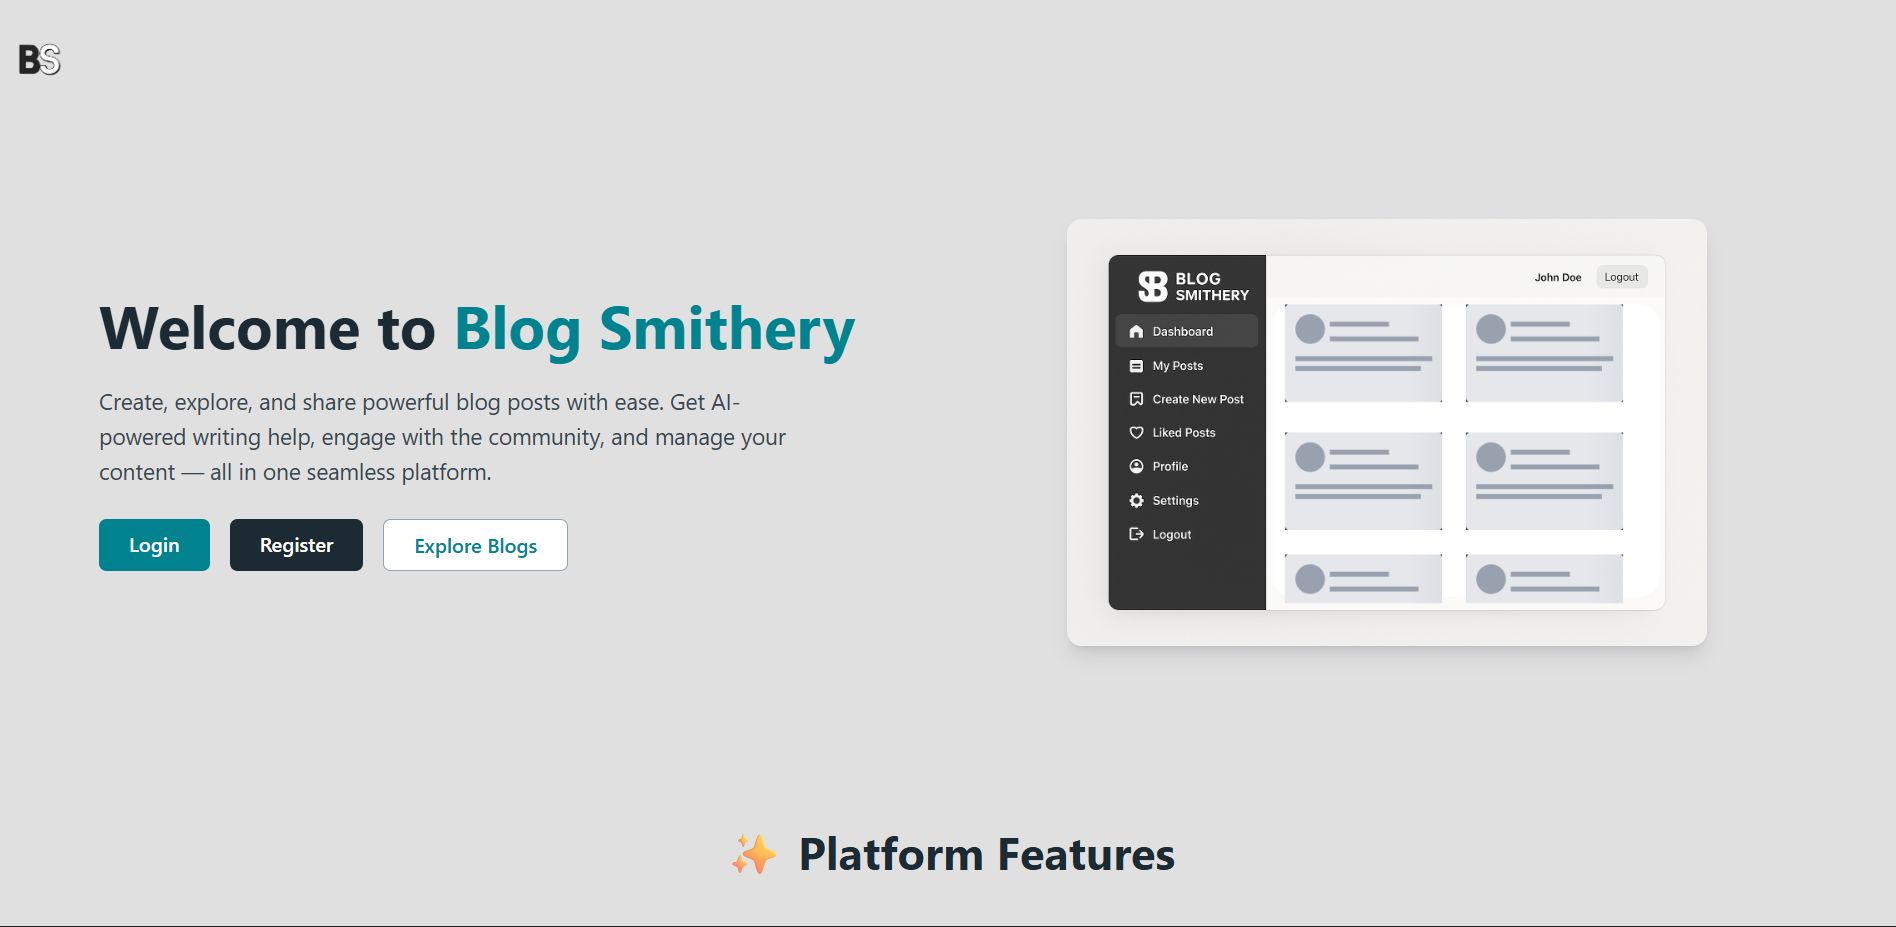 BS
Welcome to Blog Smithery
Create, explore, and share powerful blog posts with ease. Get AI-
powered writing help, engage with the community, and manage your
content — all in one seamless platform.
Login
Register
Explore Blogs
SB
BLOG
SMITHERY
Dashboard
My Posts
Create New Post
Liked Posts
Profile
Settings
Logout
John Doe
Logout
✨ Platform Features